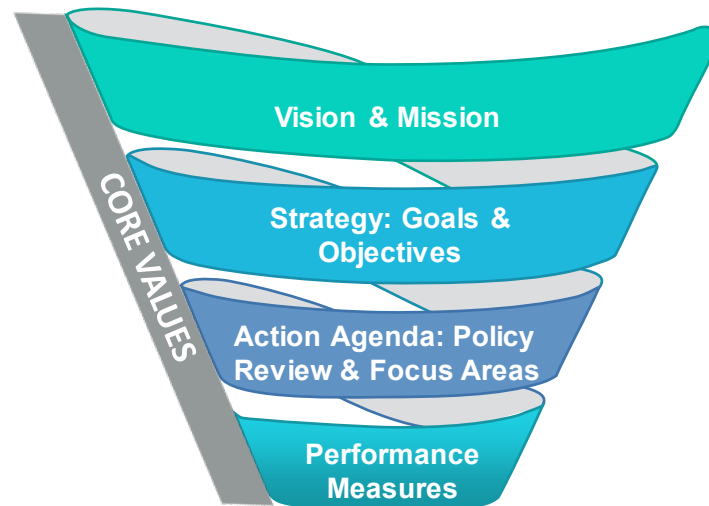 Vision & Mission
CORE VALUES
Strategy: Goals &
Objectives
Action Agenda: Policy
Review & Focus Areas
Performance
Measures